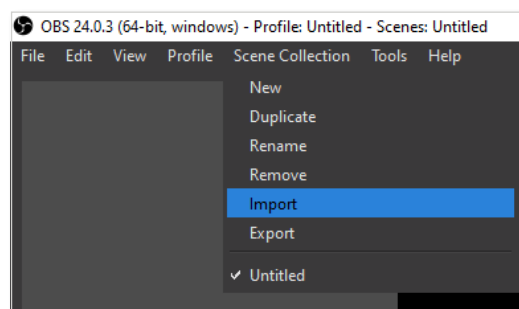 OBS 24.0.3 (64-bit, windows) - Profile: Untitled - Scenes: Untitled
File Edit View Profile Scene Collection Tools Help
New
Duplicate
Rename
Remove
Import
Export
Untitled